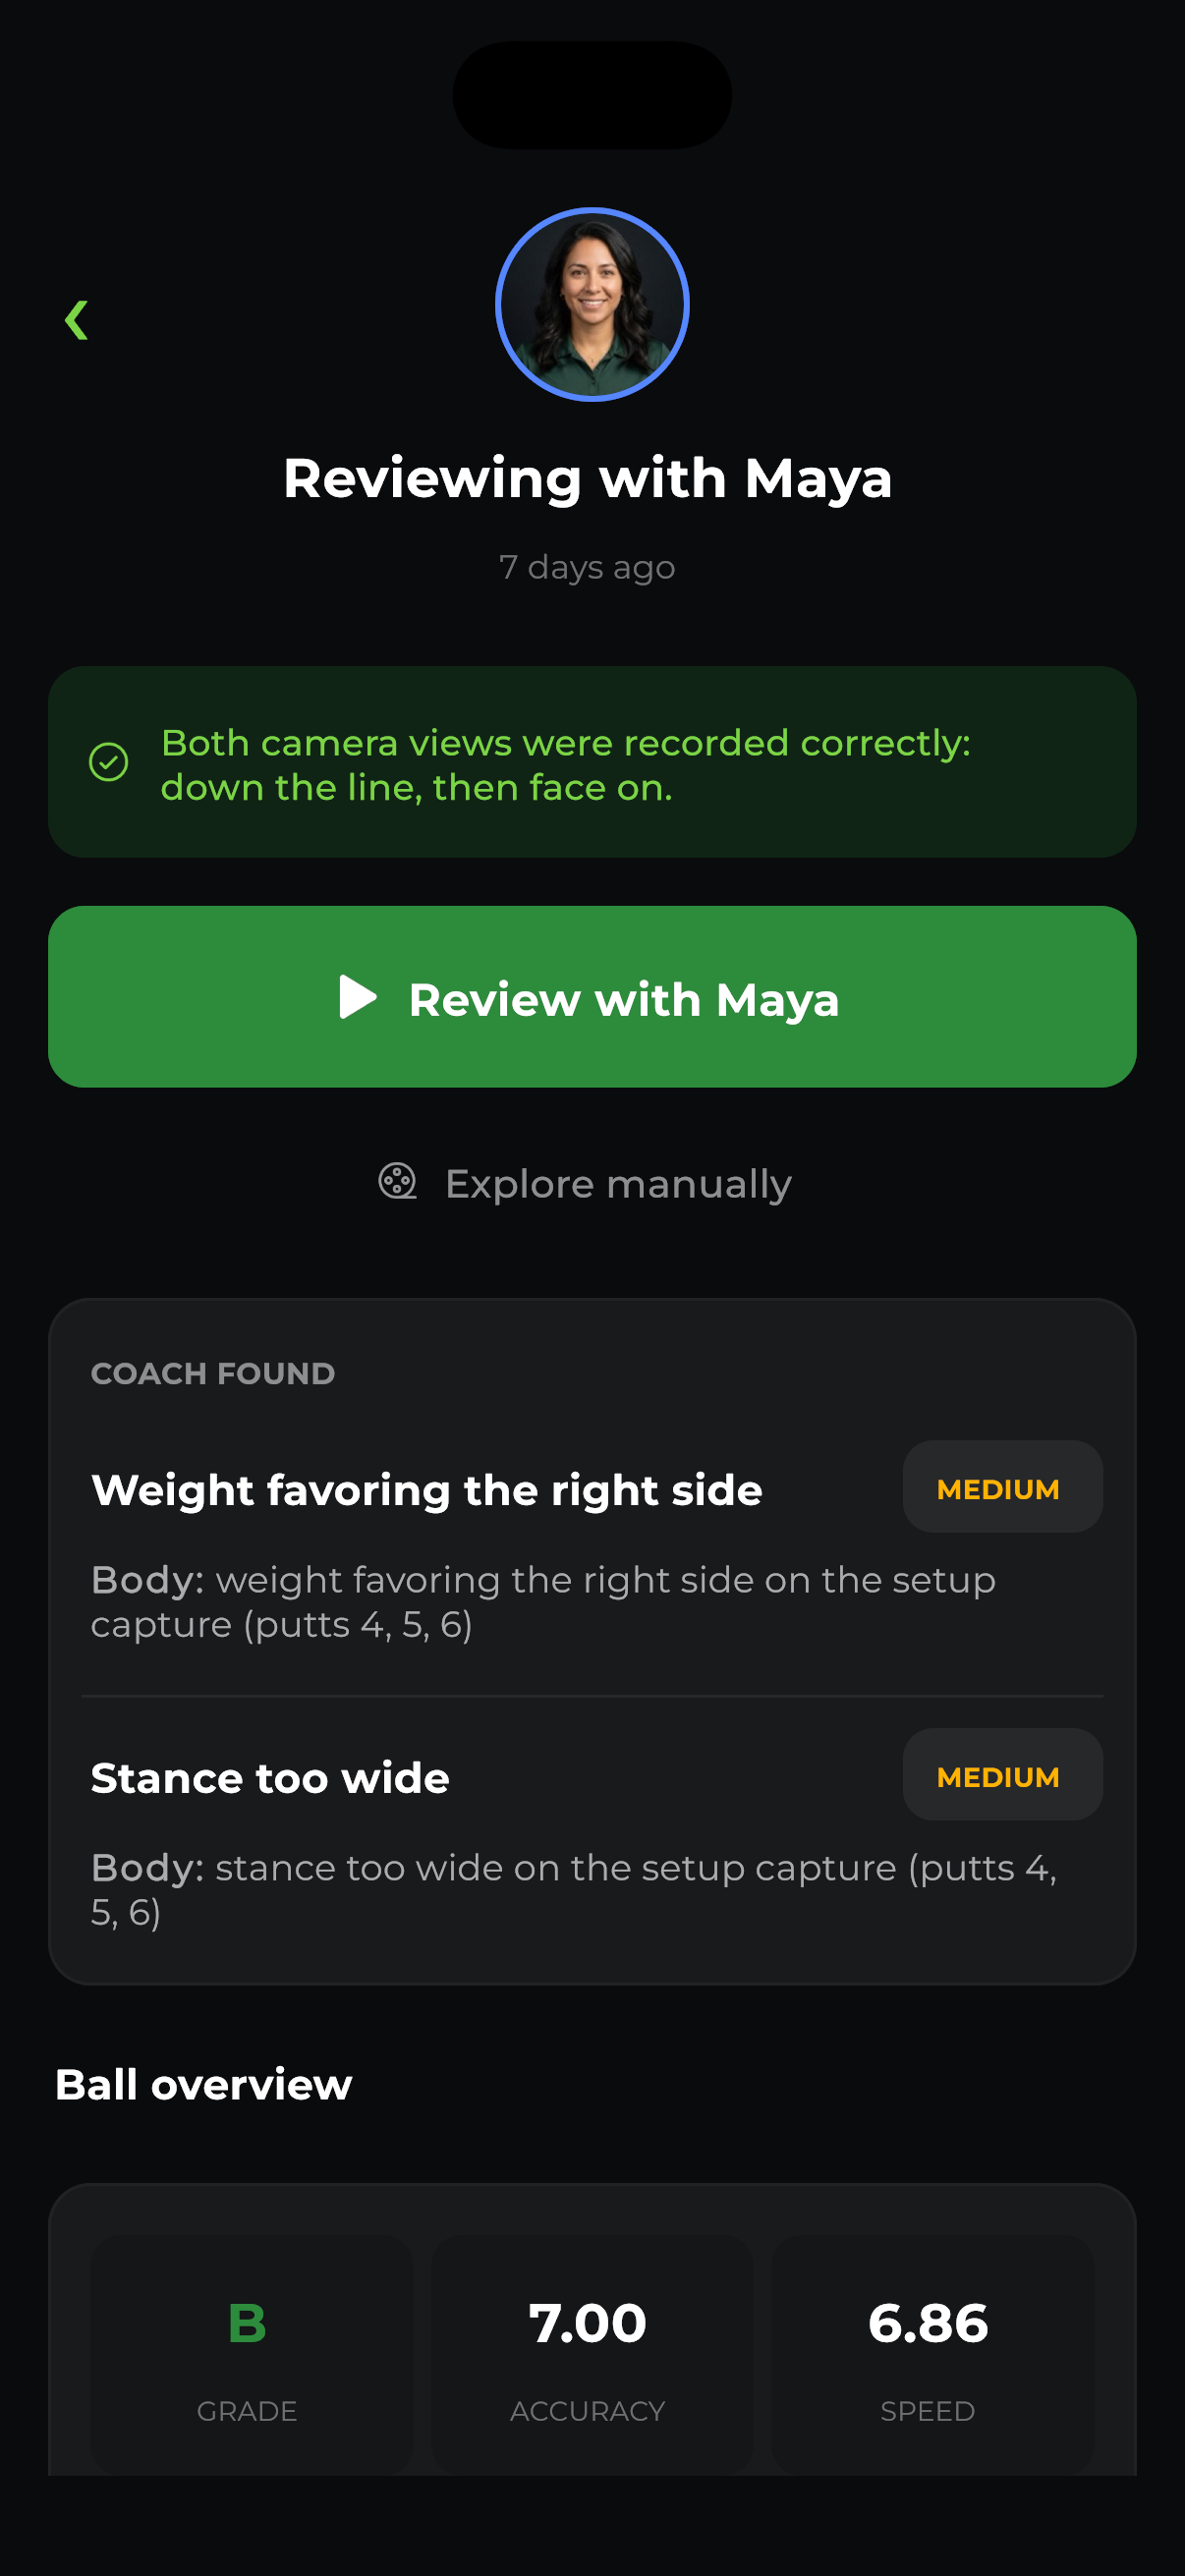 Reviewing with Maya
7 days ago
Both camera views were recorded correctly:
down the line, then face on.
Review with Maya
Explore manually
COACH FOUND
Weight favoring the right side
MEDIUM
Body: weight favoring the right side on the setup
capture (putts 4, 5, 6)
Stance too wide
MEDIUM
Body: stance too wide on the setup capture (putts 4,
5, 6)
Ball overview
B
7.00
6.86
GRADE
ACCURACY
SPEED